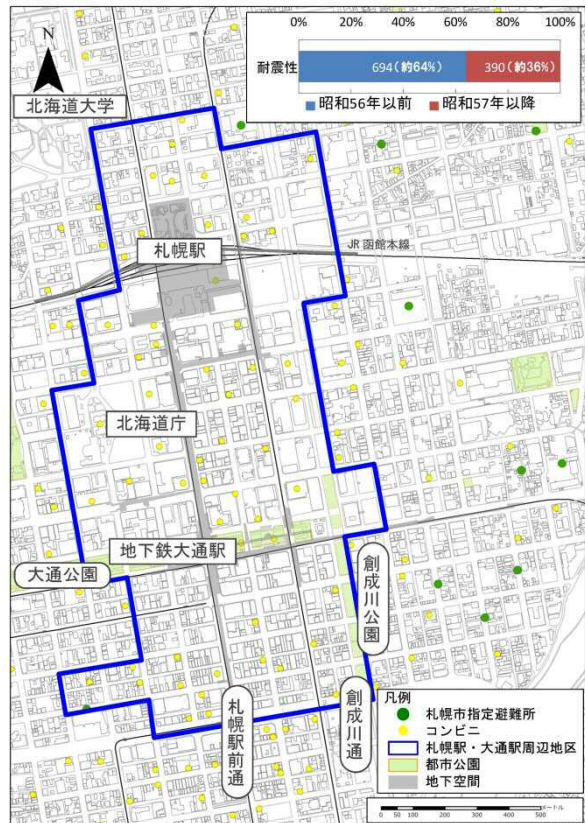 0% 20% 40% 60% 80% 100%
耐震性 694(約64%) 390(約36%)
昭和56年以前 昭和57年以降
N
北海道大学
札幌駅
JR 函館本線
北海道庁
地下鉄大通駅
大通公園
創成川公園
札幌駅前通
創成川通
凡例
札幌市指定避難所
コンビニ
札幌駅・大通駅周辺地区
都市公園
地下空間
0 50 100 200 300 400 500 メートル